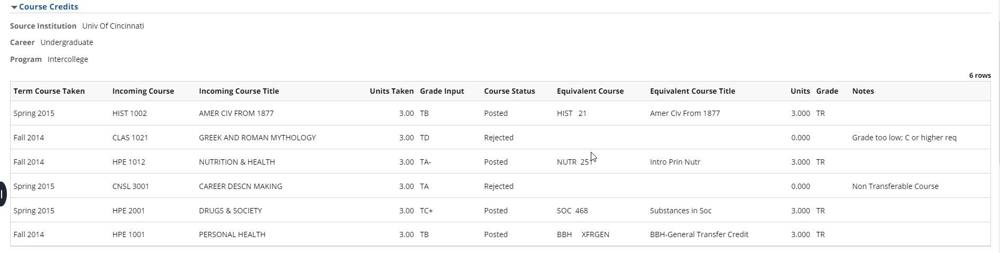 Course Credits
Source Institution Univ Of Cincinnati
Career Undergraduate
Program Intercollege
6 rows
Term Course Taken Incoming Course Incoming Course Title Units Taken Grade Input Course Status Equivalent Course Equivalent Course Title Units Grade Notes
Spring 2015 HIST 1002 AMER CIV FROM 1877 3.00 TB Posted HIST 21 Amer Civ From 1877 3.000 TR
Fall 2014 CLAS 1021 GREEK AND ROMAN MYTHOLOGY 3.00 TD Rejected 0.000 Grade too low; C or higher req
Fall 2014 HPE 1012 NUTRITION & HEALTH 3.00 TA- Posted NUTR 251 Intro Prin Nutr 3.000 TR
Spring 2015 CNSL 3001 CAREER DESCN MAKING 3.00 TA Rejected 0.000 Non Transferable Course
Spring 2015 HPE 2001 DRUGS & SOCIETY 3.00 TC+ Posted SOC 468 Substances in Soc 3.000 TR
Fall 2014 HPE 1001 PERSONAL HEALTH 3.00 TB Posted BBH XFRGEN BBH-General Transfer Credit 3.000 TR